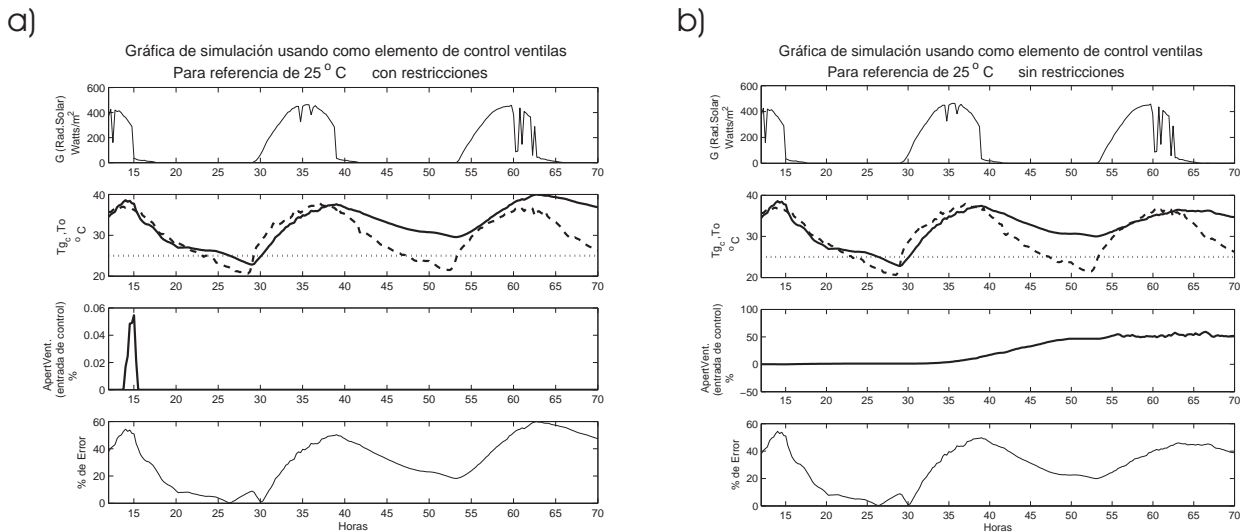 a)
Gráfica de simulación usando como elemento de control ventilas
Para referencia de 25 o C con restricciones
G (Rad.Solar)
Watts/m2
600
400
200
0
15 20 25 30 35 40 45 50 55 60 65 70
Tgc ,To
o C
40
30
20
15 20 25 30 35 40 45 50 55 60 65 70
ApertVent.
(entrada de control)
%
0.06
0.04
0.02
0
15 20 25 30 35 40 45 50 55 60 65 70
% de Error
60
40
20
0
15 20 25 30 35 40 45 50 55 60 65 70
Horas
b)
Gráfica de simulación usando como elemento de control ventilas
Para referencia de 25 o C sin restricciones
G (Rad.Solar)
Watts/m2
600
400
200
0
15 20 25 30 35 40 45 50 55 60 65 70
Tgc ,To
o C
40
30
20
15 20 25 30 35 40 45 50 55 60 65 70
ApertVent.
(entrada de control)
%
100
50
0
−50
15 20 25 30 35 40 45 50 55 60 65 70
% de Error
60
40
20
0
15 20 25 30 35 40 45 50 55 60 65 70
Horas